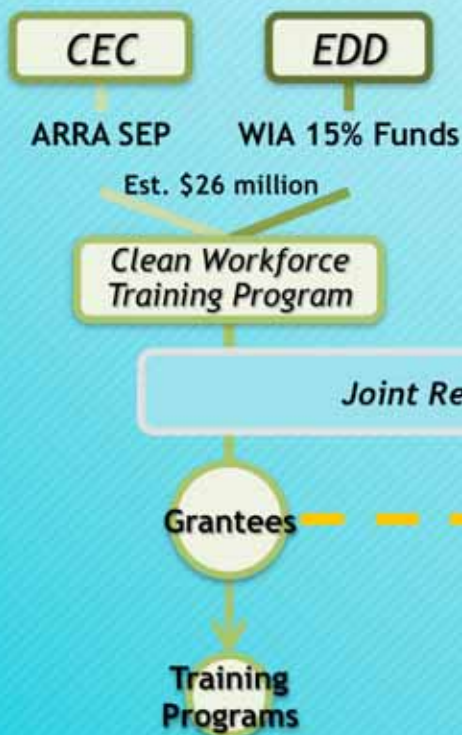 CEC EDD
ARRA SEP WIA 15% Funds
Est. $26 million
Clean Workforce
Training Program
Joint Re
Grantees
Training
Programs